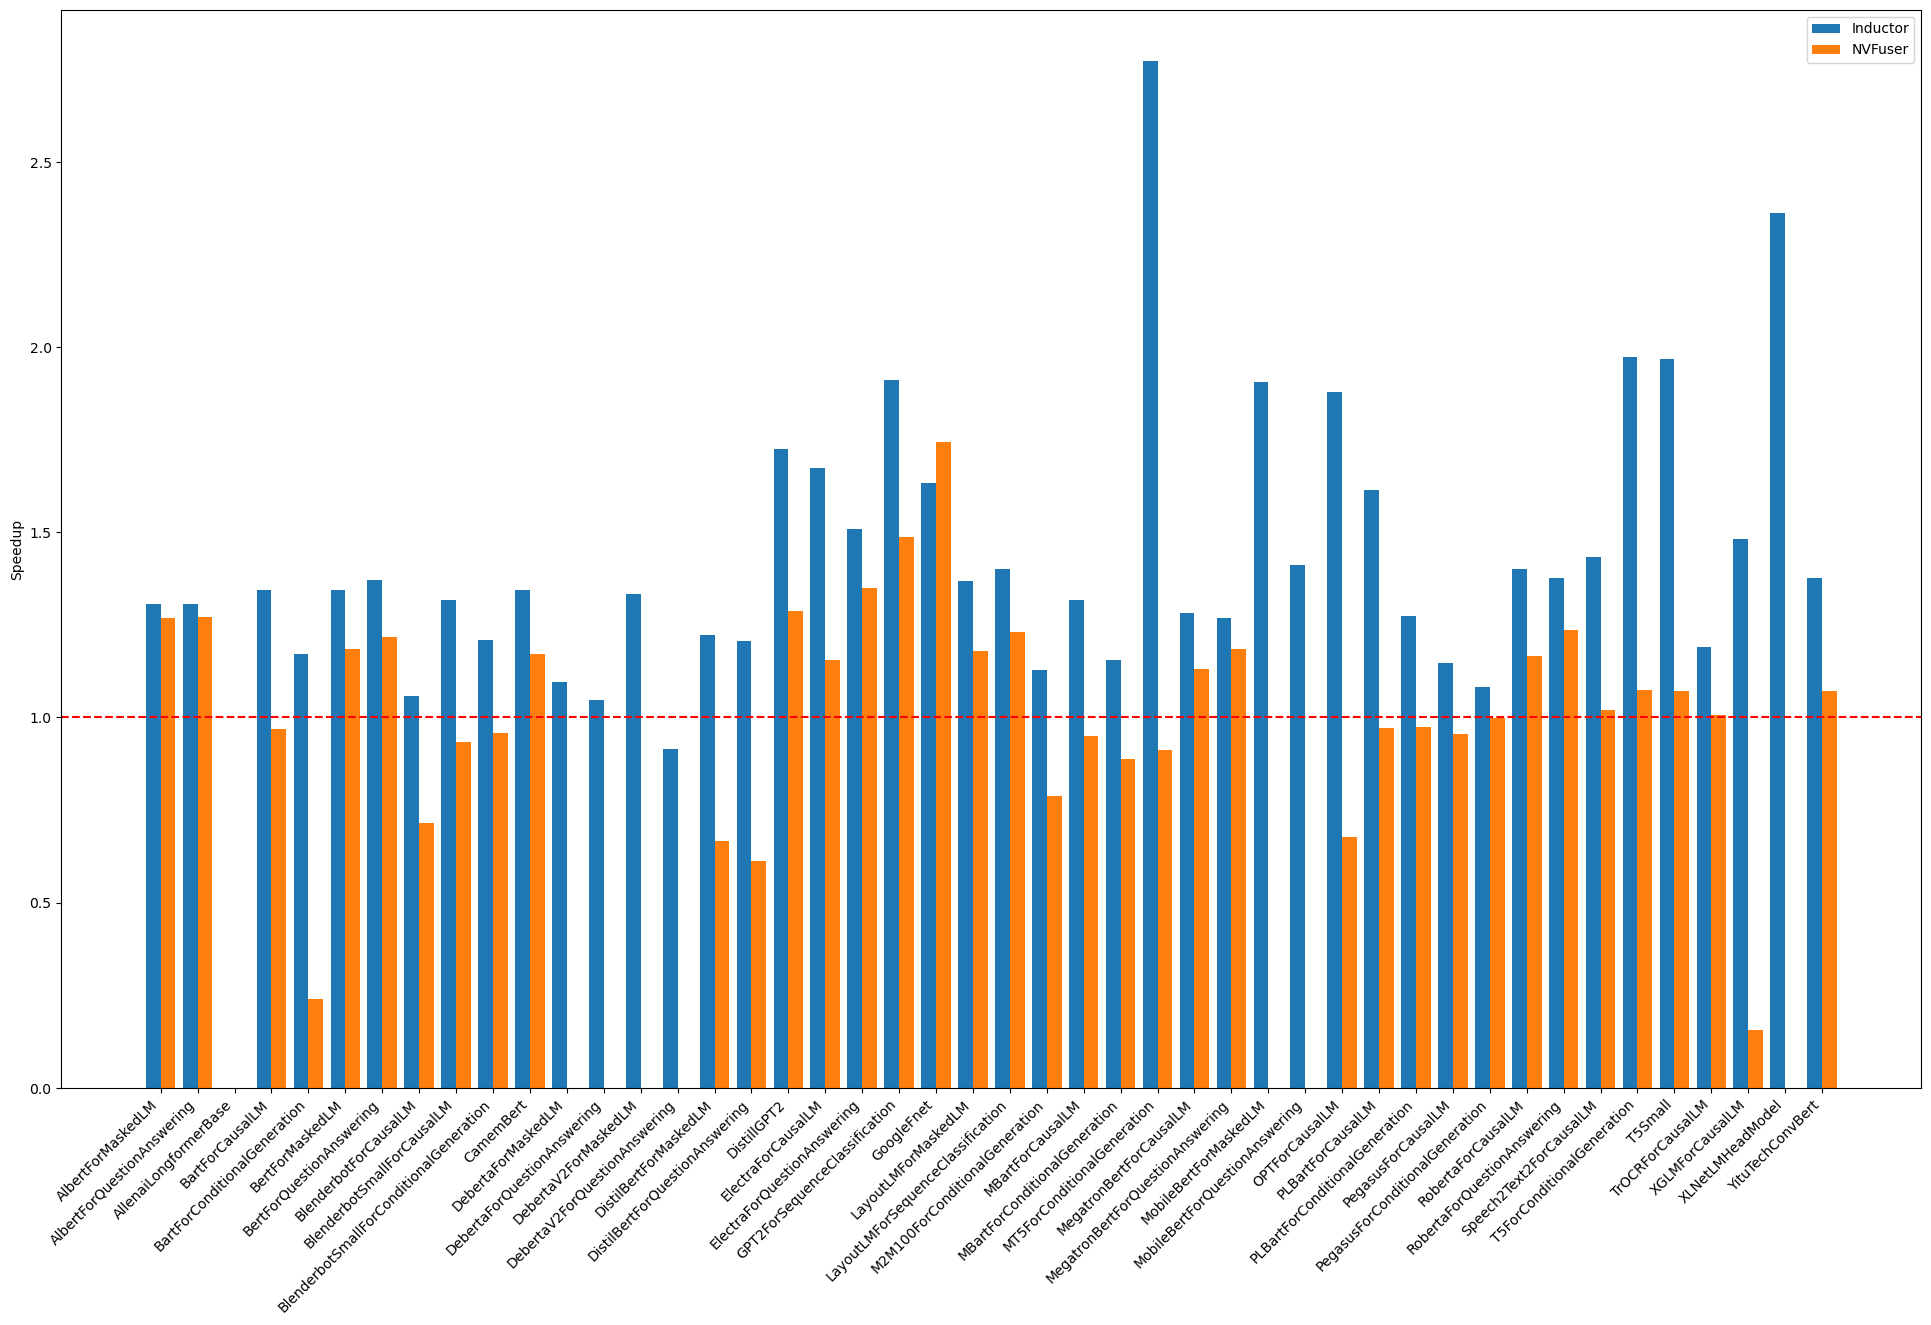 Inductor
NVFuser
Speedup
2.5
2.0
1.5
1.0
0.5
0.0
AlbertForMaskedLM
AlbertForQuestionAnswering
AllenaiLongformerBase
BartForCausalLM
BartForConditionalGeneration
BertForMaskedLM
BertForQuestionAnswering
BlenderbotForCausalLM
BlenderbotSmallForCausalLM
BlenderbotSmallForConditionalGeneration
CamemBert
DebertaForMaskedLM
DebertaForQuestionAnswering
DebertaV2ForMaskedLM
DebertaV2ForQuestionAnswering
DistilBertForMaskedLM
DistilBertForQuestionAnswering
DistillGPT2
ElectraForCausalLM
ElectraForQuestionAnswering
GPT2ForSequenceClassification
GoogleFnet
LayoutLMForMaskedLM
LayoutLMForSequenceClassification
M2M100ForConditionalGeneration
MBartForCausalLM
MBartForConditionalGeneration
MT5ForConditionalGeneration
MegatronBertForCausalLM
MegatronBertForQuestionAnswering
MobileBertForMaskedLM
MobileBertForQuestionAnswering
OPTForCausalLM
PLBartForCausalLM
PLBartForConditionalGeneration
PegasusForCausalLM
PegasusForConditionalGeneration
RobertaForCausalLM
RobertaForQuestionAnswering
Speech2Text2ForCausalLM
T5ForConditionalGeneration
T5Small
TrOCRForCausalLM
XGLMForCausalLM
XLNetLMHeadModel
YituTechConvBert